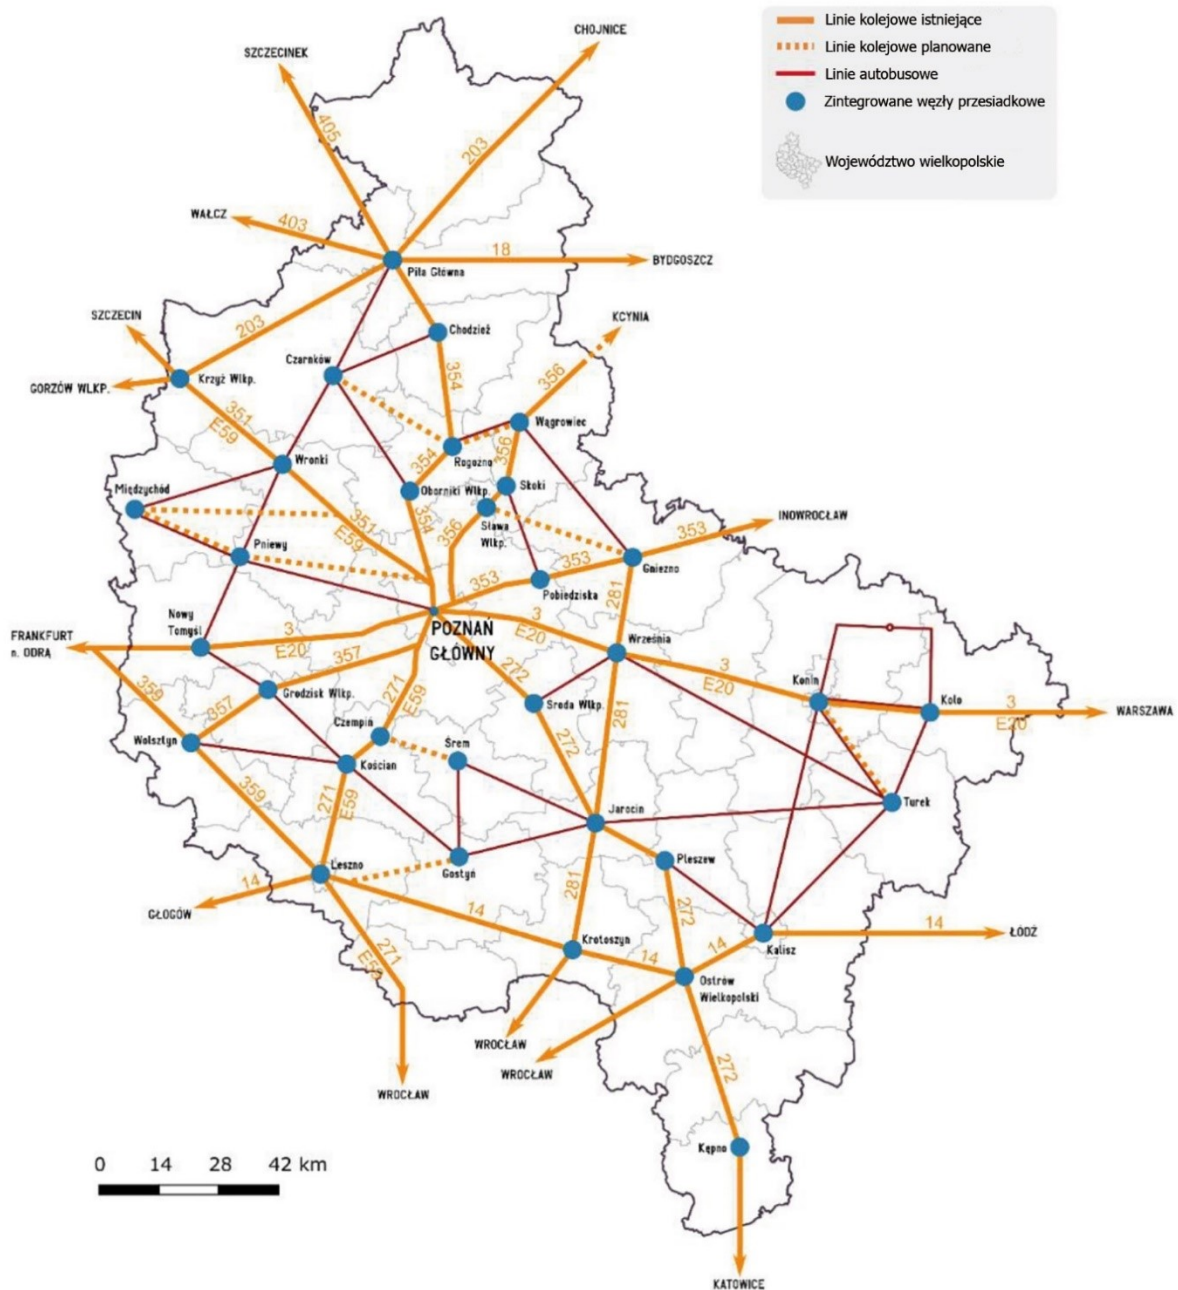 Linie kolejowe istniejące
Linie kolejowe planowane
Linie autobusowe
Zintegrowane węzły przesiadkowe
Województwo wielkopolskie
CHOJNICE
SZCZECINEK
405
203
WAŁCZ
403
18
BYDGOSZCZ
Piła Główna
SZCZECIN
203
KCYNIA
Chodzież
Czarnków
GORZÓW WLKP.
Krzyż Wlkp.
354
356
351
E59
Wągrowiec
Rogoźno
356
Wronki
354
Międzychód
Oborniki Wlkp.
Skoki
351
E59
354
356
Sława
Wlkp.
INOWROCŁAW
353
Pniewy
353
Gniezno
353
Pobiedziska
281
Nowy
Tomyśl
POZNAŃ
GŁÓWNY
3
E20
Września
FRANKFURT
n. ODRĄ
3
E20
357
272
3
E20
Konin
359
357
Grodzisk Wlkp.
271
E59
Środa Wlkp.
281
Koło
3
E20
WARSZAWA
Czempiń
Śrem
Wolsztyn
Kościan
272
359
271
E59
Jarocin
Turek
Leszno
Gostyń
Pleszew
14
GŁOGÓW
14
281
272
14
ŁÓDŹ
Kalisz
Krotoszyn
14
14
271
E59
Ostrów
Wielkopolski
WROCŁAW
WROCŁAW
WROCŁAW
272
Kępno
0 14 28 42 km
KATOWICE